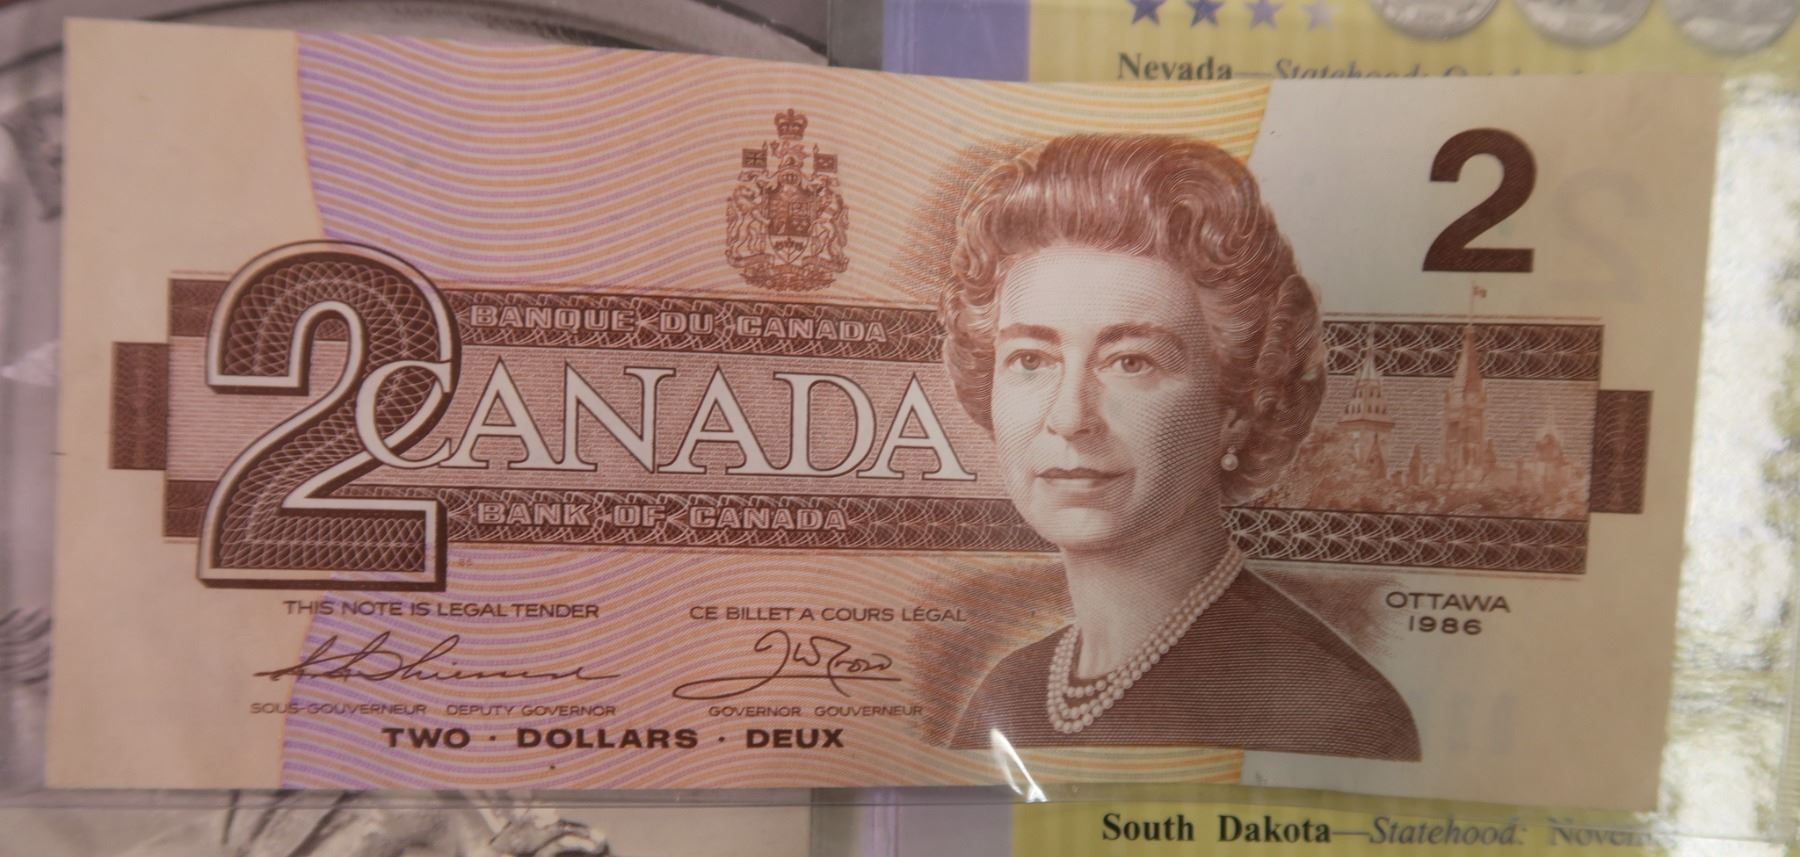 Nevada—Statehood:
2
BANQUE DU CANADA
2
CANADA
BANK OF CANADA
THIS NOTE IS LEGAL TENDER
CE BILLET A COURS LÉGAL
OTTAWA
1986
SOUS-GOUVERNEUR DEPUTY GOVERNOR
GOVERNOR GOUVERNEUR
TWO · DOLLARS · DEUX
South Dakota—Statehood: